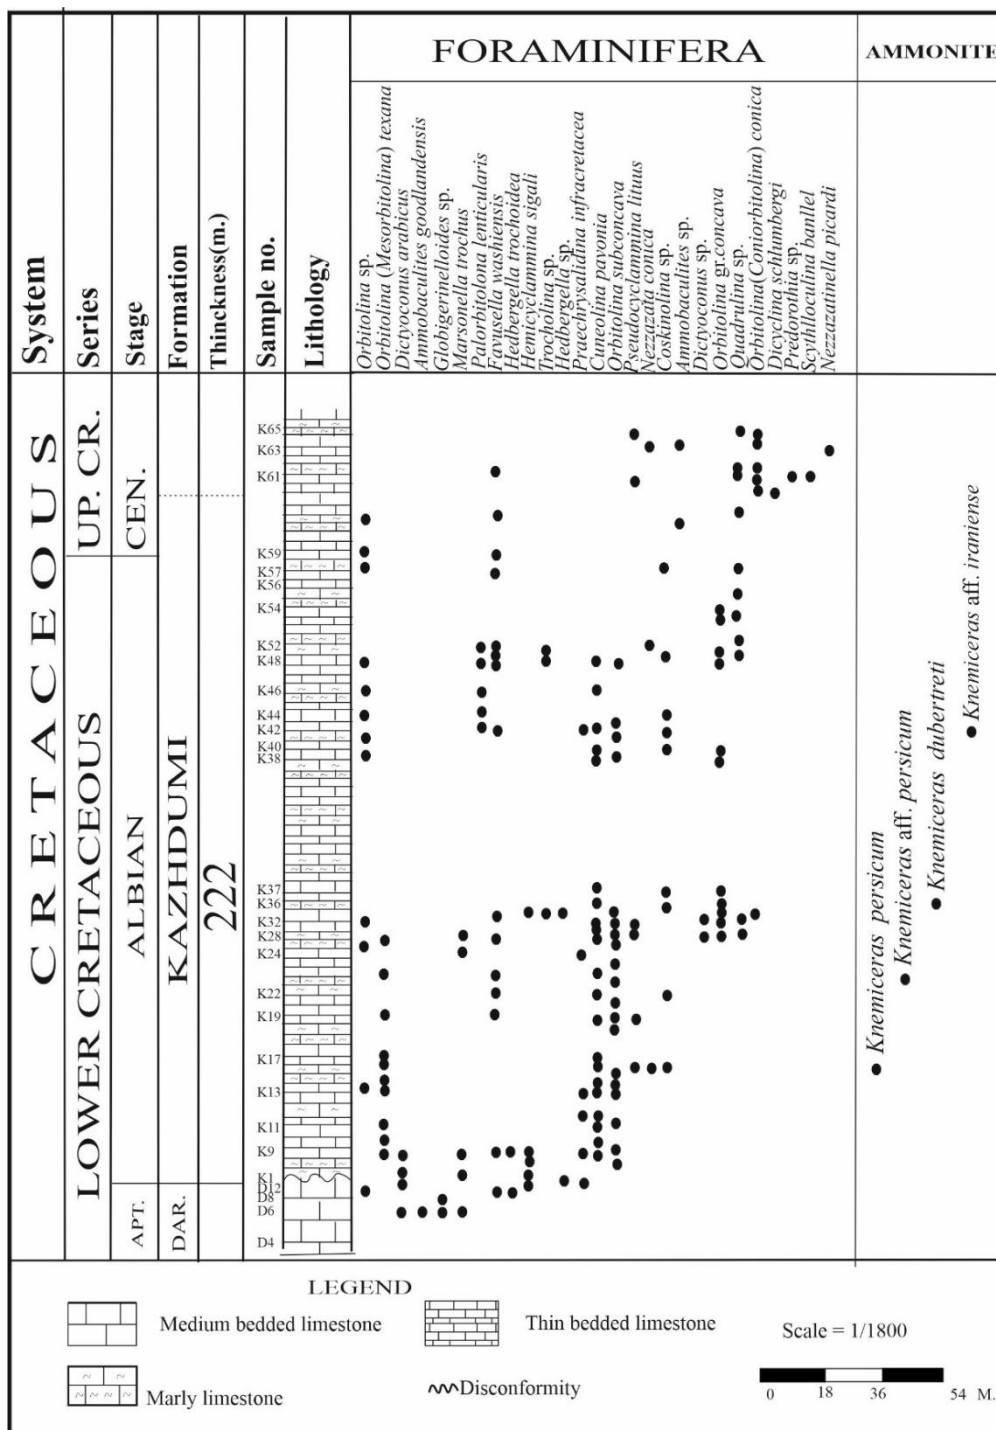 FORAMINIFERA
AMMONITE
System
Series
Stage
Formation
Thickness(m.)
Sample no.
Lithology
Orbitolina sp.
Orbitolina (Mesorbitolina) texana
Dictyoconus arabicus
Ammobaculites goodlandensis
Globigerinelloides sp.
Marsonella trochus
Palorbitolona lenticularis
Favusella washiensis
Hedbergella trochoidea
Hemicyclammina sigali
Trocholina sp.
Hedbergella sp.
Praechrysalidina infracretacea
Cuneolina pavonia
Orbitolina subconcava
Pseudocyclammina lituus
Nezzazata conica
Coskinolina sp.
Ammobaculites sp.
Dictyoconus sp.
Orbitolina gr.concava
Quadrulina sp.
Orbitolina(Coniorbitolina) conica
Dicyclina schlumbergi
Predorothia sp.
Scythloculina banllel
Nezzazatinella picardi
CRETACEOUS
UP. CR.
LOWER CRETACEOUS
CEN.
ALBIAN
APT.
KAZHDUMI
DAR.
222
K65
K63
K61
K59
K57
K56
K54
K52
K48
K46
K44
K42
K40
K38
K37
K36
K32
K28
K24
K22
K19
K17
K13
K11
K9
K1
D12
D8
D6
D4
Knemiceras persicum
Knemiceras aff. persicum
Knemiceras dubertreti
Knemiceras aff. iraniense
LEGEND
Medium bedded limestone
Thin bedded limestone
Scale = 1/1800
Marly limestone
Disconformity
0 18 36 54 M.